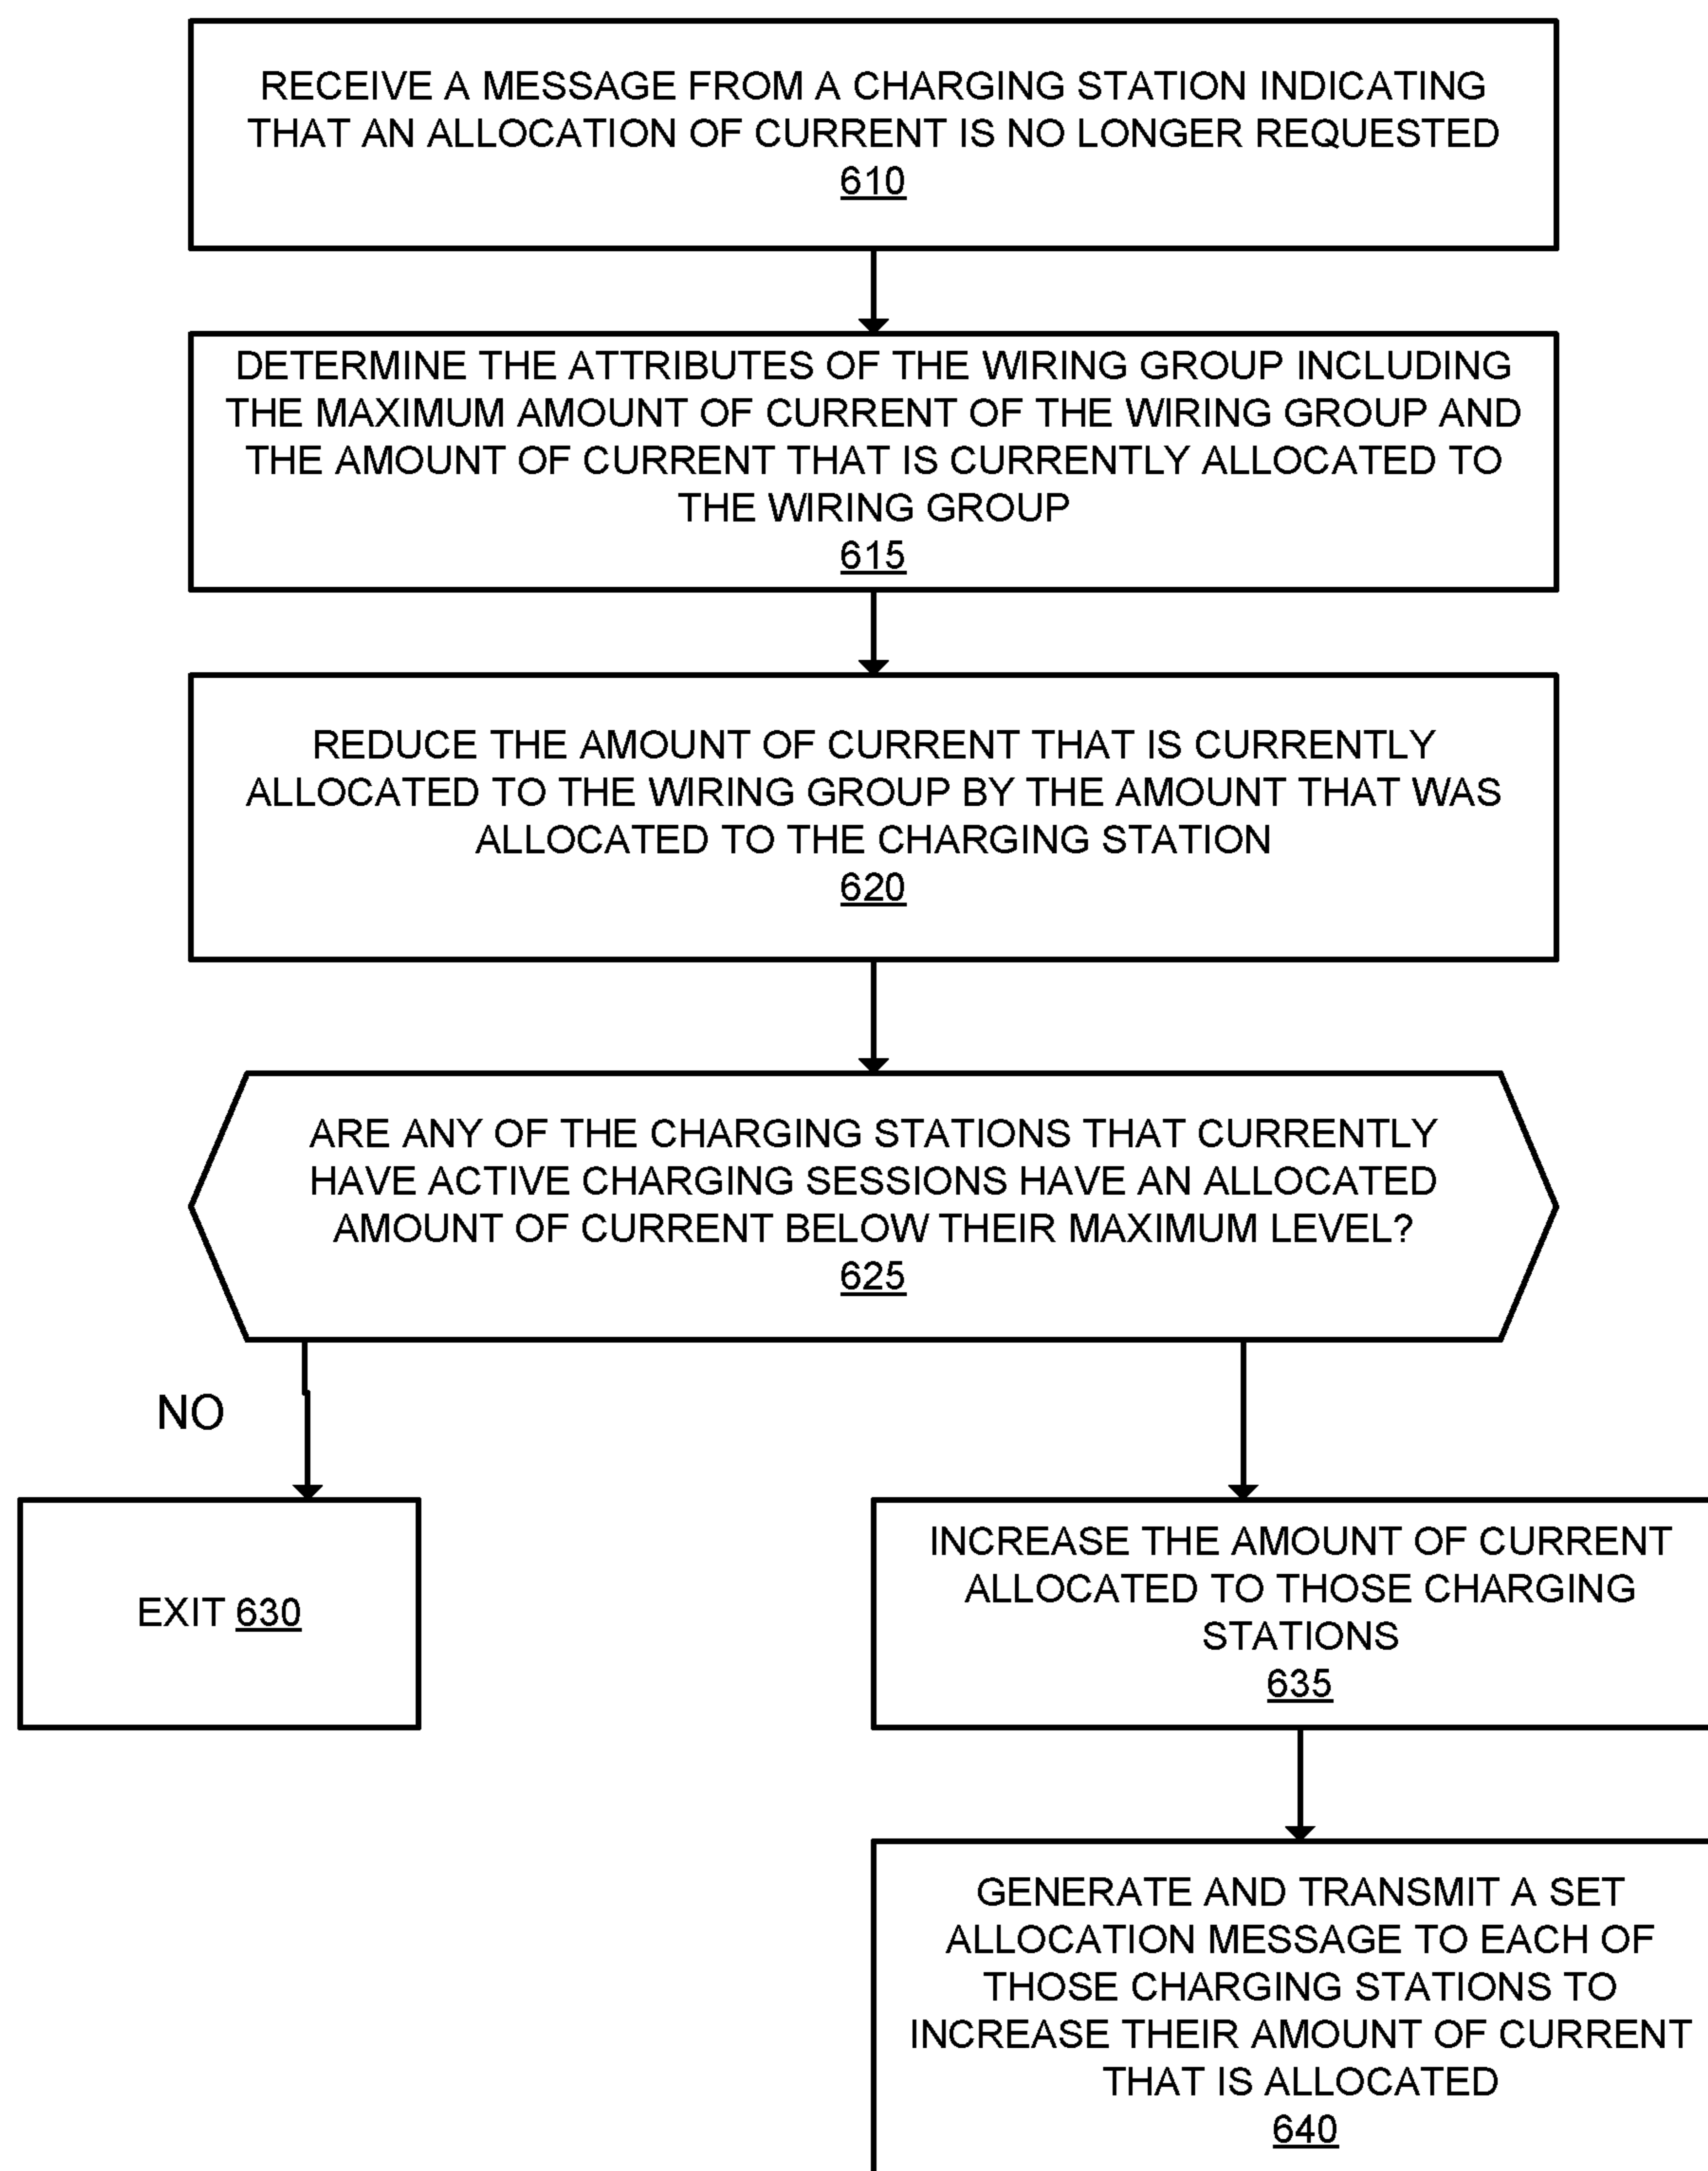 RECEIVE A MESSAGE FROM A CHARGING STATION INDICATING
THAT AN ALLOCATION OF CURRENT IS NO LONGER REQUESTED
610
DETERMINE THE ATTRIBUTES OF THE WIRING GROUP INCLUDING
THE MAXIMUM AMOUNT OF CURRENT OF THE WIRING GROUP AND
THE AMOUNT OF CURRENT THAT IS CURRENTLY ALLOCATED TO
THE WIRING GROUP
615
REDUCE THE AMOUNT OF CURRENT THAT IS CURRENTLY
ALLOCATED TO THE WIRING GROUP BY THE AMOUNT THAT WAS
ALLOCATED TO THE CHARGING STATION
620
ARE ANY OF THE CHARGING STATIONS THAT CURRENTLY
HAVE ACTIVE CHARGING SESSIONS HAVE AN ALLOCATED
AMOUNT OF CURRENT BELOW THEIR MAXIMUM LEVEL?
625
NO
EXIT 630
INCREASE THE AMOUNT OF CURRENT
ALLOCATED TO THOSE CHARGING
STATIONS
635
GENERATE AND TRANSMIT A SET
ALLOCATION MESSAGE TO EACH OF
THOSE CHARGING STATIONS TO
INCREASE THEIR AMOUNT OF CURRENT
THAT IS ALLOCATED
640